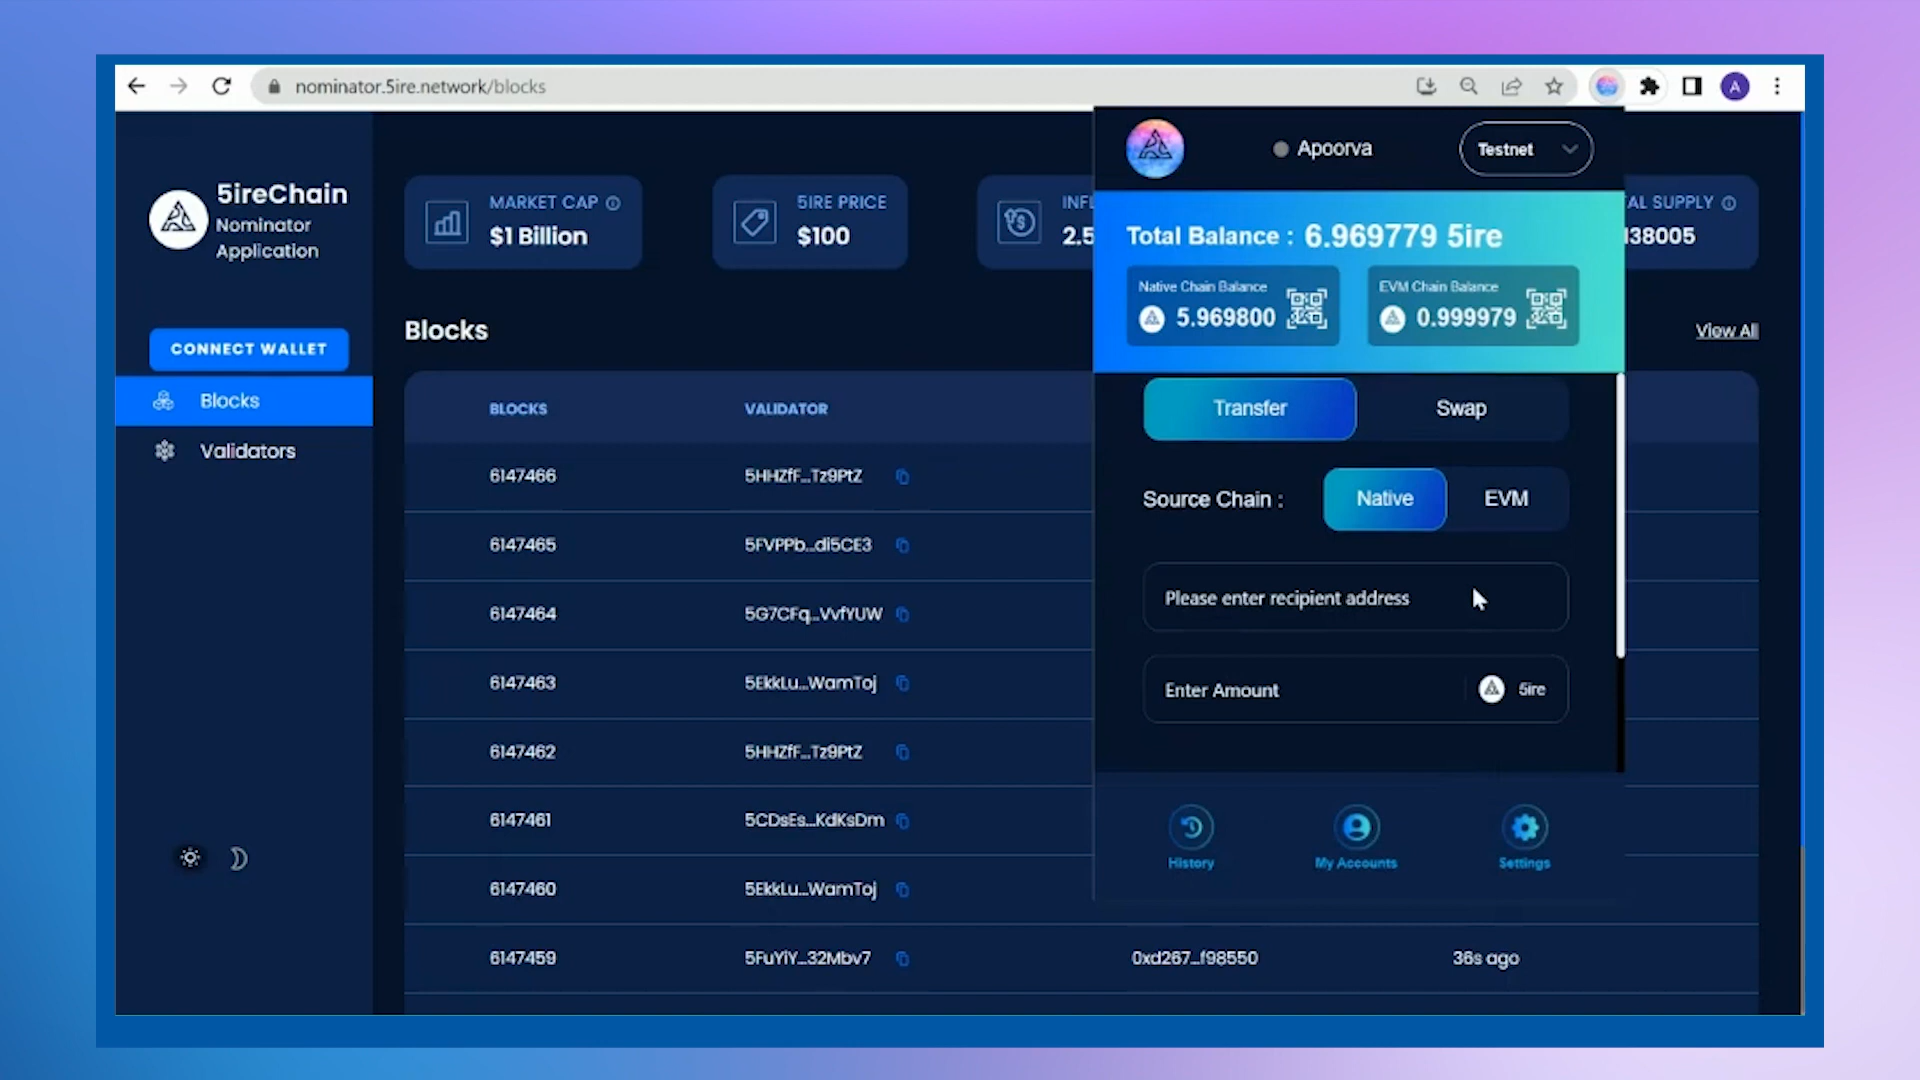 nominator.5ire.network/blocks
A
5ireChain
Nominator
Application
CONNECT WALLET
Blocks
Validators
MARKET CAP
$1 Billion
5IRE PRICE
$100
2.5
AL SUPPLY
138005
Blocks
View All
BLOCKS VALIDATOR
6147466 5HHZfF...Tz9PtZ
6147465 5FVPPb...di5CE3
6147464 5G7CFq...VvfYUW
6147463 5EkkLu...WamToj
6147462 5HHZfF...Tz9PtZ
6147461 5CDsEs...KdKsDm
6147460 5EkkLu...WamToj
6147459 5FuYiY...32Mbv7 0xd267...f98550 36s ago
Apoorva
Testnet
Total Balance : 6.969779 5ire
Native Chain Balance
5.969800
EVM Chain Balance
0.999979
Transfer Swap
Source Chain : Native EVM
Please enter recipient address
Enter Amount 5ire
History My Accounts Settings